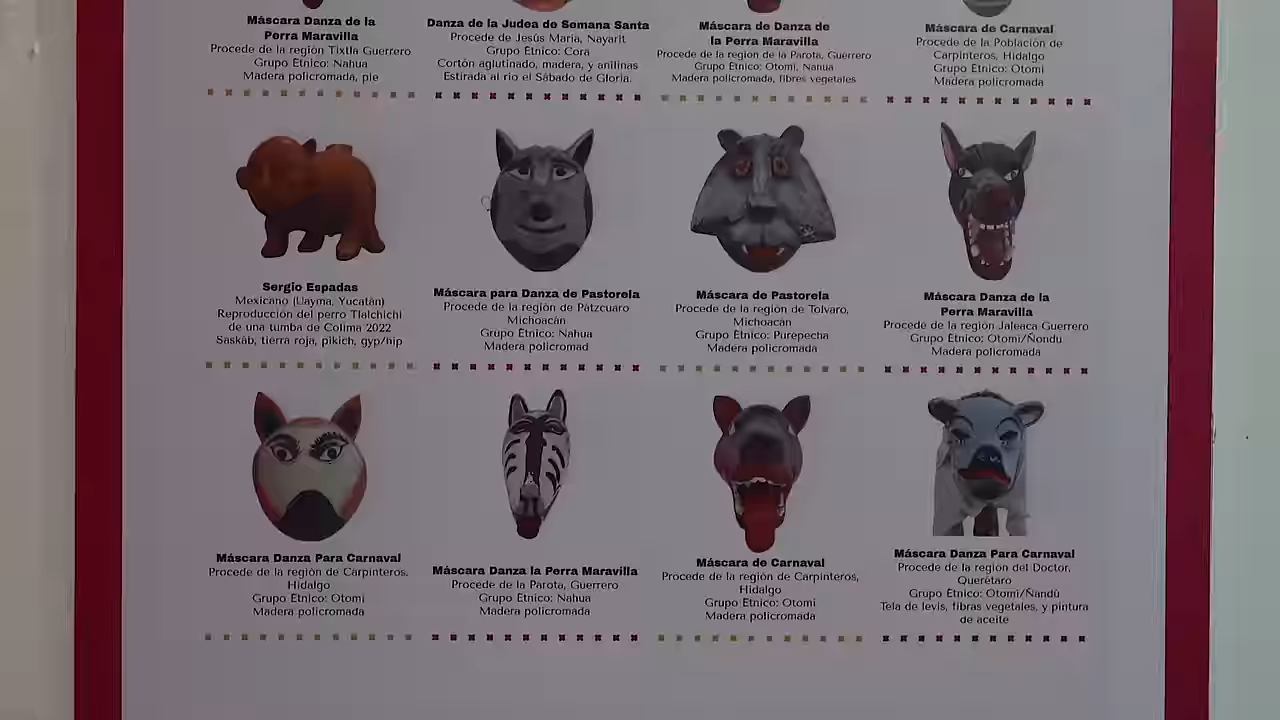 Máscara Danza de la
Perra Maravilla
Procede de la región Tixtla Guerrero
Grupo Étnico: Nahua
Madera policromada, pie
Danza de la Judea de Semana Santa
Procede de Jesús María, Nayarit
Grupo Étnico: Cora
Cortón aglutinado, madera, y anilinas
Estirada al río el Sábado de Gloria.
Máscara de Danza de
la Perra Maravilla
Procede de la región de la Parota, Guerrero
Grupo Étnico: Otomí, Nahua
Madera policromada, fibres vegetales
Máscara de Carnaval
Procede de la Población de
Carpinteros, Hidalgo
Grupo Étnico: Otomí
Madera policromada
Sergio Espadas
Mexicano (Uayma, Yucatán)
Reproducción del perro Tlalchichi
de una tumba de Colima 2022
Saskab, tierra roja, pikich, gyp/hip
Máscara para Danza de Pastorela
Procede de la región de Pátzcuaro
Michoacán
Grupo Étnico: Nahua
Madera policromad
Máscara de Pastorela
Procede de la región de Tolvaro,
Michoacán
Grupo Étnico: Purepecha
Madera policromada
Máscara Danza de la
Perra Maravilla
Procede de la región Jaleaca Guerrero
Grupo Étnico: Otomí/Ñondú
Madera policromada
Máscara Danza Para Carnaval
Procede de la región de Carpinteros,
Hidalgo
Grupo Étnico: Otomí
Madera policromada
Máscara Danza la Perra Maravilla
Procede de la Parota, Guerrero
Grupo Étnico: Nahua
Madera policromada
Máscara de Carnaval
Procede de la región de Carpinteros,
Hidalgo
Grupo Étnico: Otomí
Madera policromada
Máscara Danza Para Carnaval
Procede de la región del Doctor,
Querétaro
Grupo Étnico: Otomí/Ñandú
Tela de levis, fibras vegetales, y pintura
de aceite